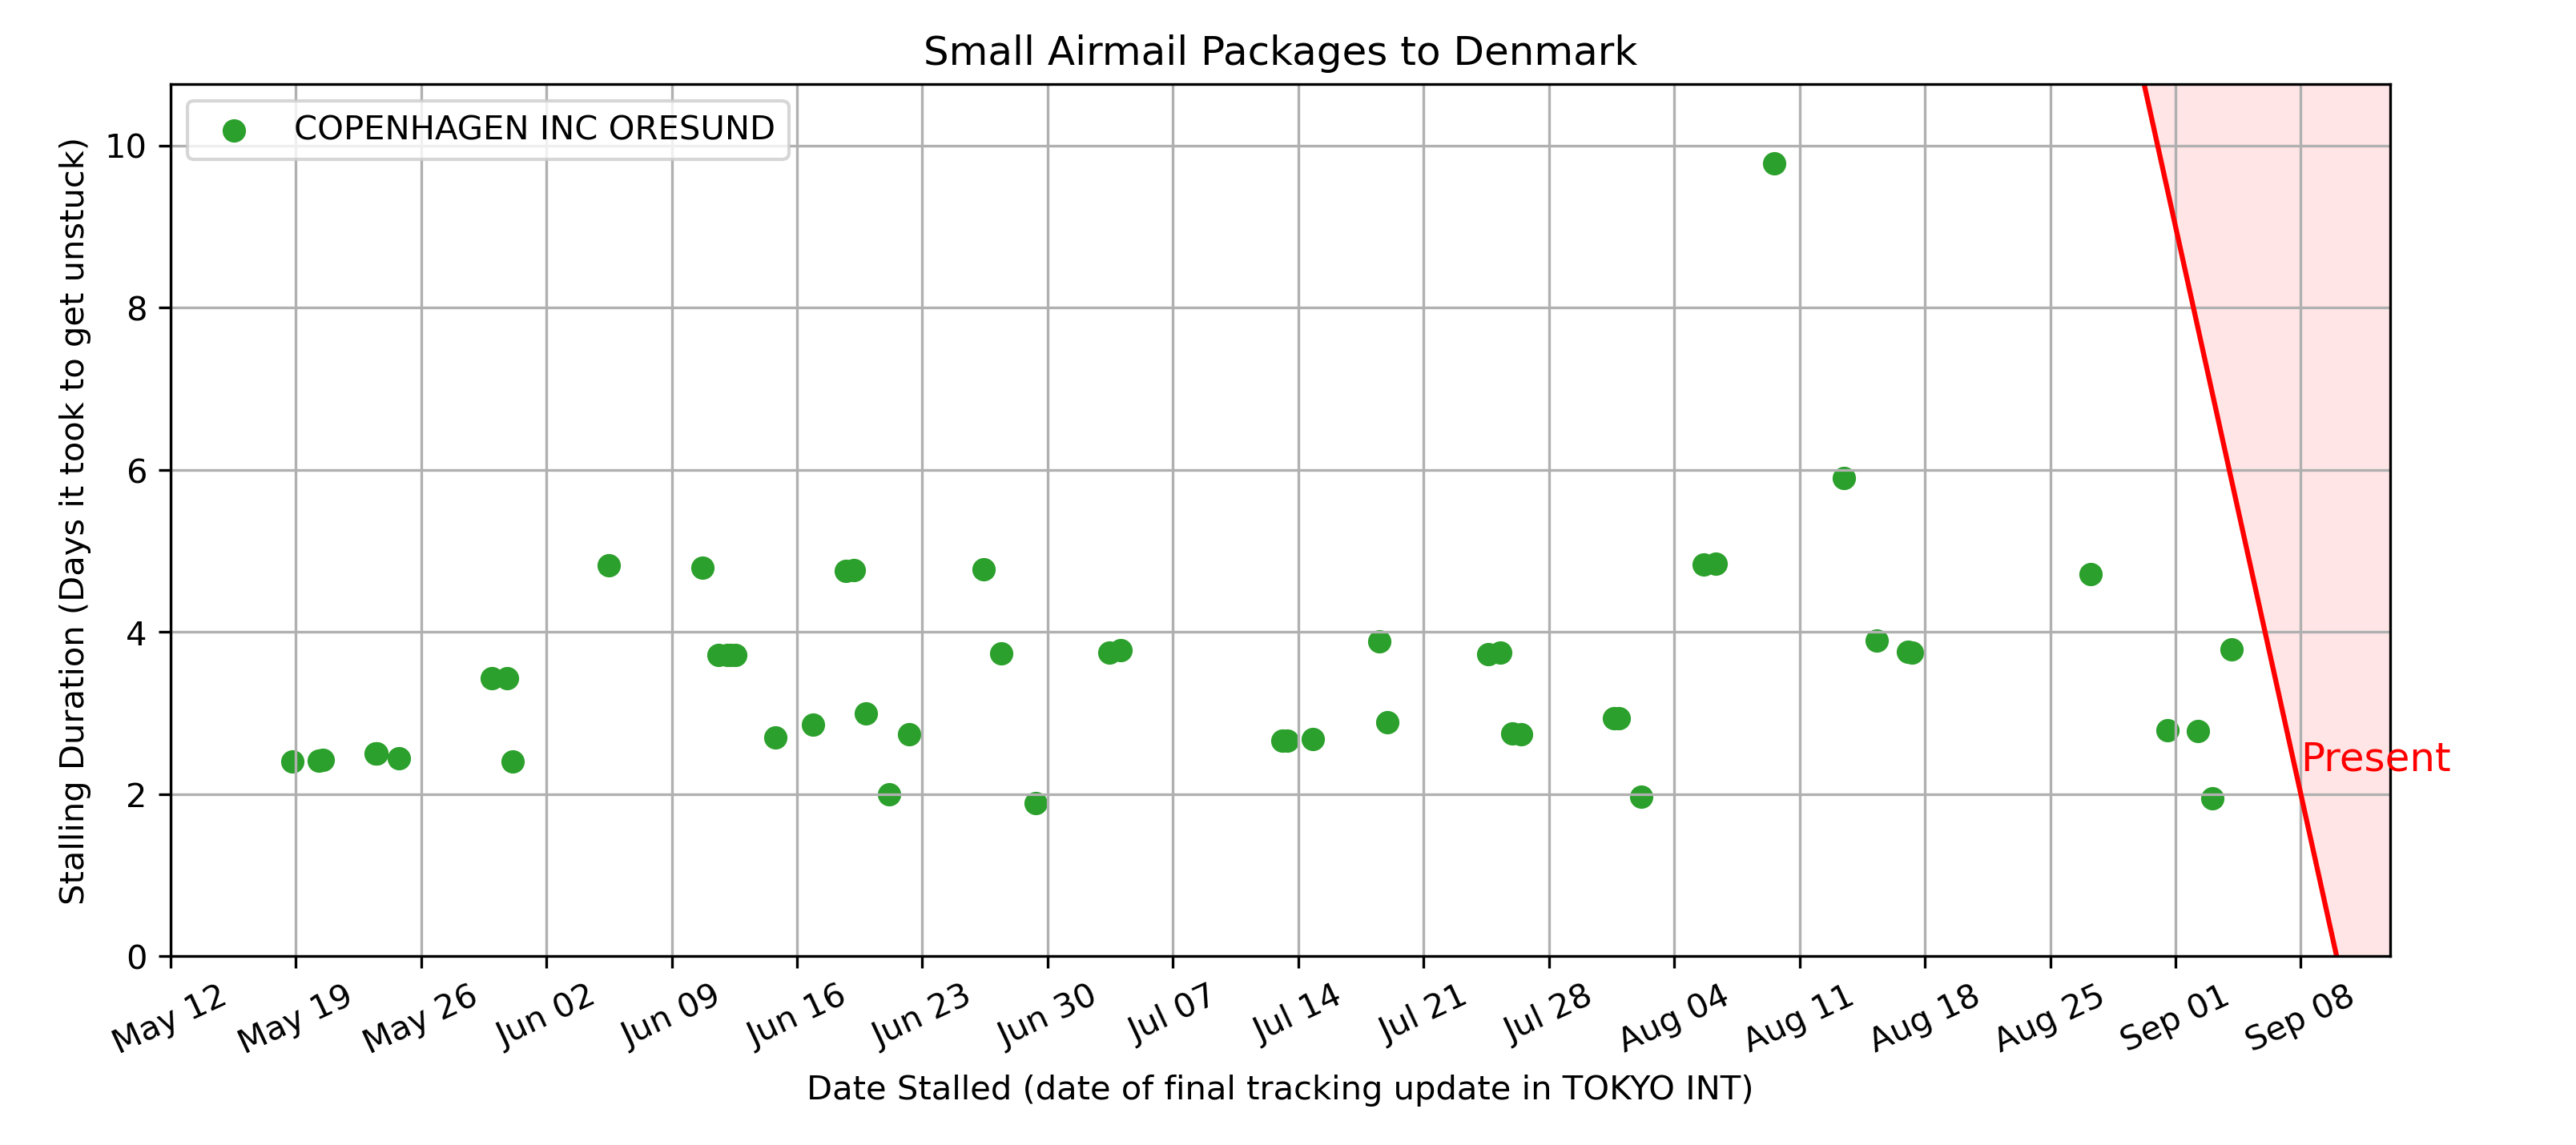 Small Airmail Packages to Denmark
COPENHAGEN INC ORESUND
Stalling Duration (Days it took to get unstuck)
10
8
6
4
2
0
Present
May 12
May 19
May 26
Jun 02
Jun 09
Jun 16
Jun 23
Jun 30
Jul 07
Jul 14
Jul 21
Jul 28
Aug 04
Aug 11
Aug 18
Aug 25
Sep 01
Sep 08
Date Stalled (date of final tracking update in TOKYO INT)